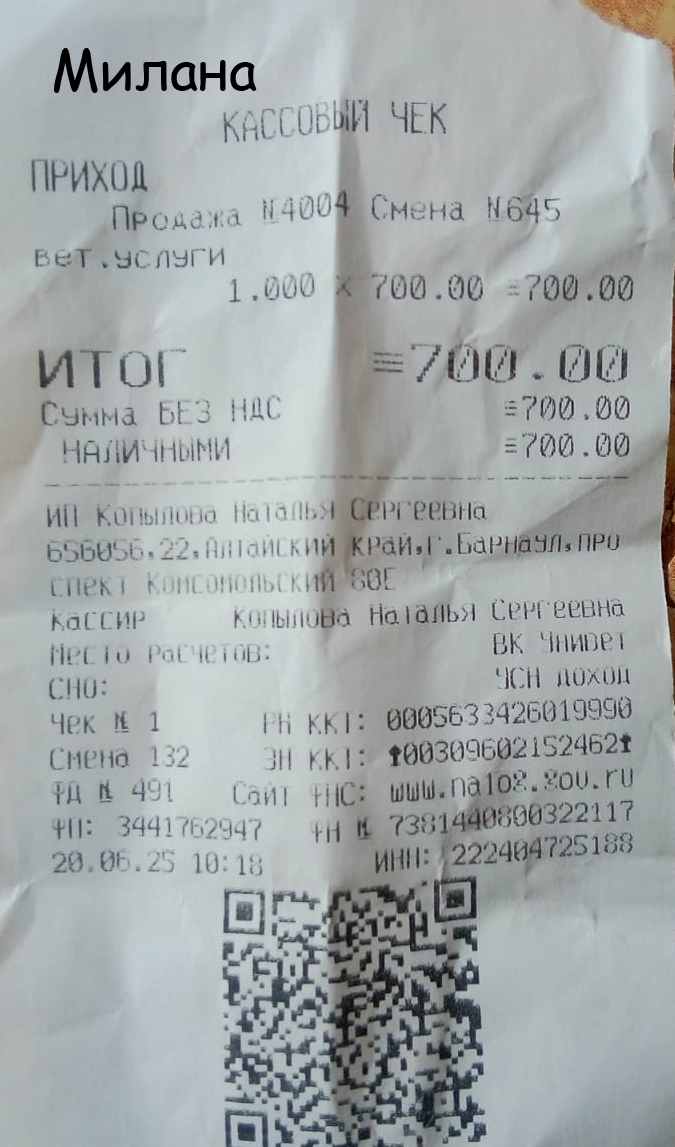 Милана
КАССОВЫЙ ЧЕК
ПРИХОД
Продажа №4004 Смена №645
вет.услуги
1.000 × 700.00 =700.00
ИТОГ =700.00
Сумма БЕЗ НДС =700.00
НАЛИЧНЫМИ =700.00
ИП Копылова Наталья Сергеевна
656056,22,Алтайский край,г.Барнаул,про
спект Комсомольский 80Е
Кассир Копылова Наталья Сергеевна
Место расчетов: ВК Унивет
СНО: УСН доход
Чек № 1 РН ККТ: 0005633426019990
Смена 132 ЗН ККТ: 00309602152462
ФД № 491 Сайт ФНС: www.nalog.gov.ru
ФП: 3441762947 ФН № 7381440800322117
20.06.25 10:18 ИНН: 222404725188